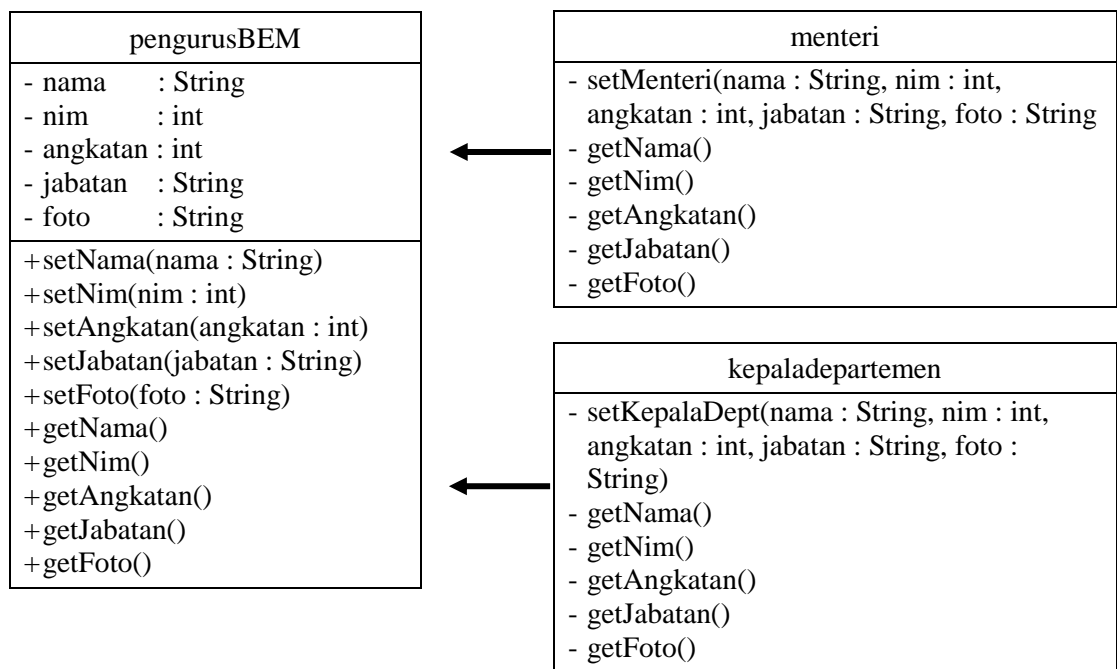 pengurusBEM
- nama : String
- nim : int
- angkatan : int
- jabatan : String
- foto : String
+setNama(nama : String)
+setNim(nim : int)
+setAngkatan(angkatan : int)
+setJabatan(jabatan : String)
+setFoto(foto : String)
+getNama()
+getNim()
+getAngkatan()
+getJabatan()
+getFoto()
menteri
- setMenteri(nama : String, nim : int,
angkatan : int, jabatan : String, foto : String
- getNama()
- getNim()
- getAngkatan()
- getJabatan()
- getFoto()
kepaladepartemen
- setKepalaDept(nama : String, nim : int,
angkatan : int, jabatan : String, foto :
String)
- getNama()
- getNim()
- getAngkatan()
- getJabatan()
- getFoto()